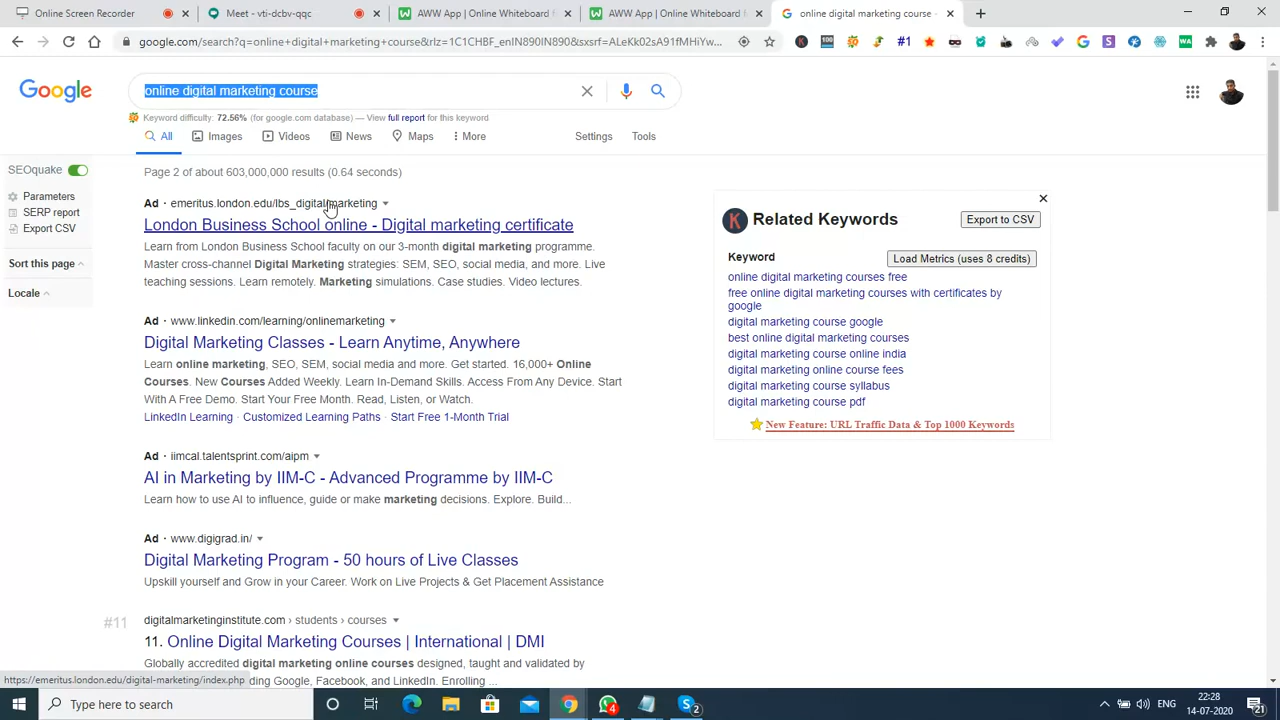 Online Screen Recorder
Meet - vti-dcbv-qqc
AWW App | Online Whiteboard f
AWW App | Online Whiteboard f
online digital marketing course -
google.com/search?q=online+digital+marketing+course&rlz=1C1CHBF_enIN890IN890&sxsrf=ALeKk02sA91fMHiYw...
Google
online digital marketing course
Keyword difficulty: 72.56% (for google.com database) — View full report for this keyword
All
Images
Videos
News
Maps
More
Settings
Tools
SEOquake
Parameters
SERP report
Export CSV
Sort this page
Locale
Page 2 of about 603,000,000 results (0.64 seconds)
Ad · emeritus.london.edu/lbs_digital/marketing
London Business School online - Digital marketing certificate
Learn from London Business School faculty on our 3-month digital marketing programme.
Master cross-channel Digital Marketing strategies: SEM, SEO, social media, and more. Live
teaching sessions. Learn remotely. Marketing simulations. Case studies. Video lectures.
Ad · www.linkedin.com/learning/onlinemarketing
Digital Marketing Classes - Learn Anytime, Anywhere
Learn online marketing, SEO, SEM, social media and more. Get started. 16,000+ Online
Courses. New Courses Added Weekly. Learn In-Demand Skills. Access From Any Device. Start
With A Free Demo. Start Your Free Month. Read, Listen, or Watch.
LinkedIn Learning · Customized Learning Paths · Start Free 1-Month Trial
Ad · iimcal.talentsprint.com/aipm
AI in Marketing by IIM-C - Advanced Programme by IIM-C
Learn how to use AI to influence, guide or make marketing decisions. Explore. Build...
Ad · www.digigrad.in/
Digital Marketing Program - 50 hours of Live Classes
Upskill yourself and Grow in your Career. Work on Live Projects & Get Placement Assistance
#11
digitalmarketinginstitute.com › students › courses
11. Online Digital Marketing Courses | International | DMI
Globally accredited digital marketing online courses designed, taught and validated by
ding Google, Facebook, and LinkedIn. Enrolling ...
K Related Keywords
Export to CSV
Keyword
Load Metrics (uses 8 credits)
online digital marketing courses free
free online digital marketing courses with certificates by
google
digital marketing course google
best online digital marketing courses
digital marketing course online india
digital marketing online course fees
digital marketing course syllabus
digital marketing course pdf
New Feature: URL Traffic Data & Top 1000 Keywords
https://emeritus.london.edu/digital-marketing/index.php
Type here to search
4
2
ENG
22:28
14-07-2020
21